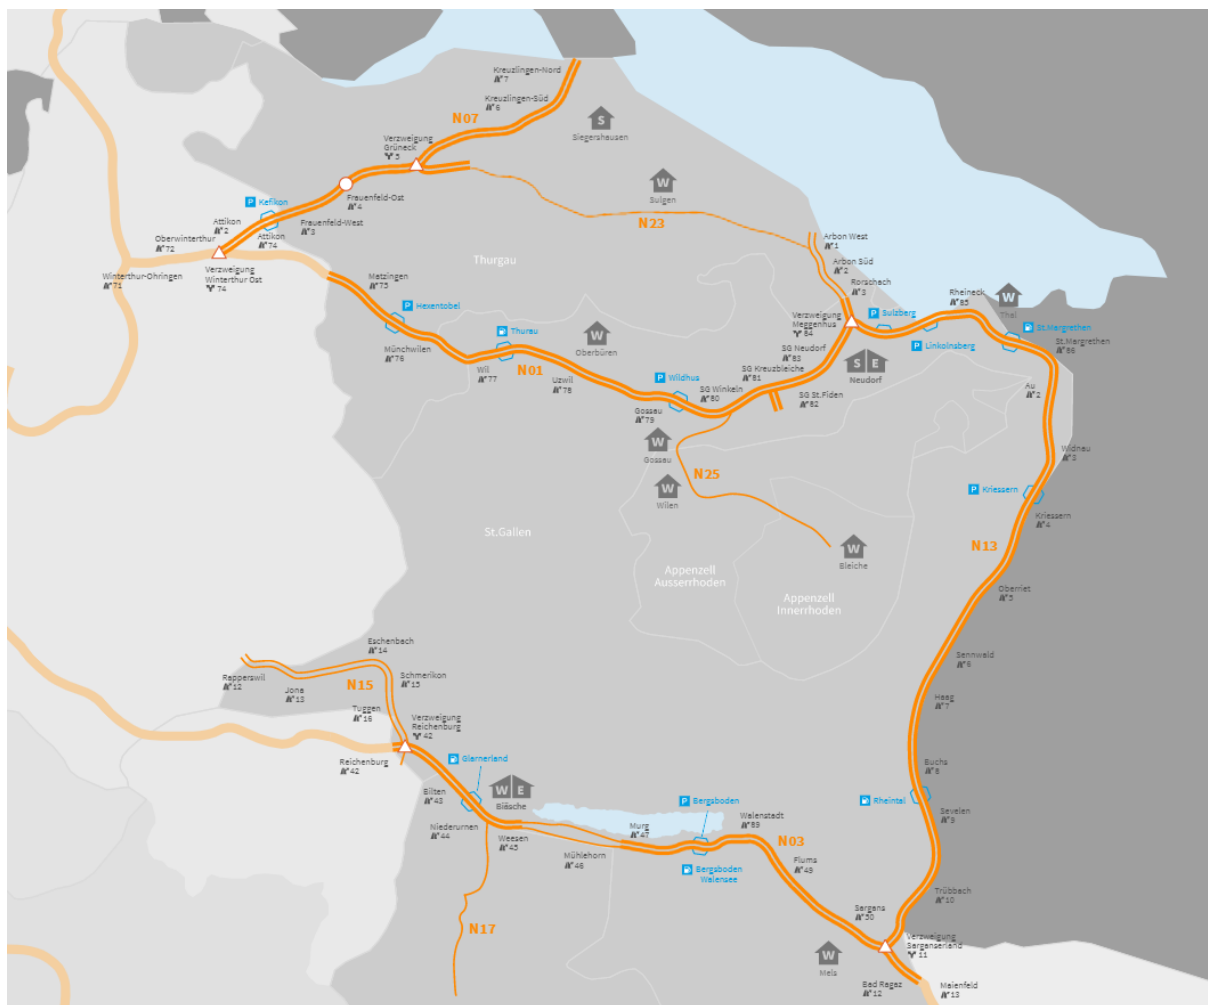 Kreuzlingen-Nord
7
Kreuzlingen-Süd
6
N07
S
Siegershausen
Verzweigung
Grüneck
5
W
Sulgen
P Kefikon
Frauenfeld-Ost
4
Attikon
2
Frauenfeld-West
3
N23
Oberwinterthur
72
Attikon
74
Arbon West
1
Winterthur-Ohringen
71
Verzweigung
Winterthur Ost
74
Thurgau
Arbon Süd
2
Matzingen
75
Rorschach
3
Rheineck
85
W
Thal
P Hexentobel
Thurau
W
Oberbüren
Verzweigung
Meggenhus
84
P Sulzberg
St.Margrethen
St.Margrethen
86
P Linkolnsberg
Münchwilen
76
SG Neudorf
83
S E
Neudorf
Wil
77
N01
Uzwil
78
P Wildhus
SG Kreuzbleiche
81
SG Winkeln
80
SG St.Fiden
82
Au
2
Gossau
79
W
Gossau
Widnau
3
N25
W
Wilen
P Kriessern
Kriessern
4
St.Gallen
N13
W
Bleiche
Appenzell
Ausserrhoden
Appenzell
Innerrhoden
Oberriet
5
Eschenbach
14
Sennwald
6
Rapperswil
12
Jona
13
N15
Schmerikon
15
Haag
7
Tuggen
16
Verzweigung
Reichenburg
42
Reichenburg
42
Glarnerland
Buchs
8
Bilten
43
W E
Biäsche
P Bergsboden
Rheintal
Sevelen
9
Niederurnen
44
Weesen
45
Murg
47
Walenstadt
89
N03
Mühlehorn
46
Bergsboden
Walensee
Flums
49
Trübbach
10
Sargans
50
N17
W
Mels
Verzweigung
Sarganserland
11
Bad Ragaz
12
Maienfeld
13